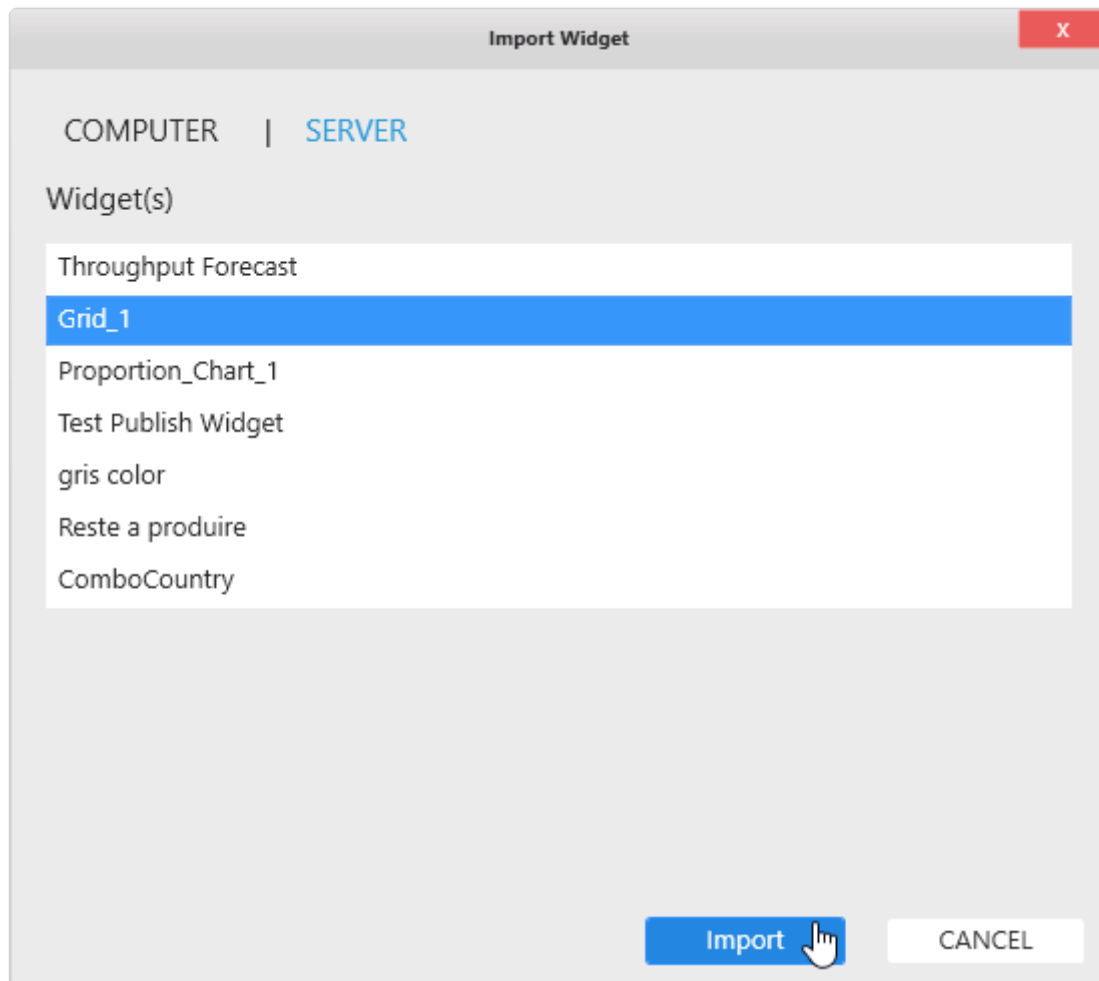 Import Widget
X
COMPUTER | SERVER
Widget(s)
Throughput Forecast
Grid_1
Proportion_Chart_1
Test Publish Widget
gris color
Reste a produire
ComboCountry
Import CANCEL